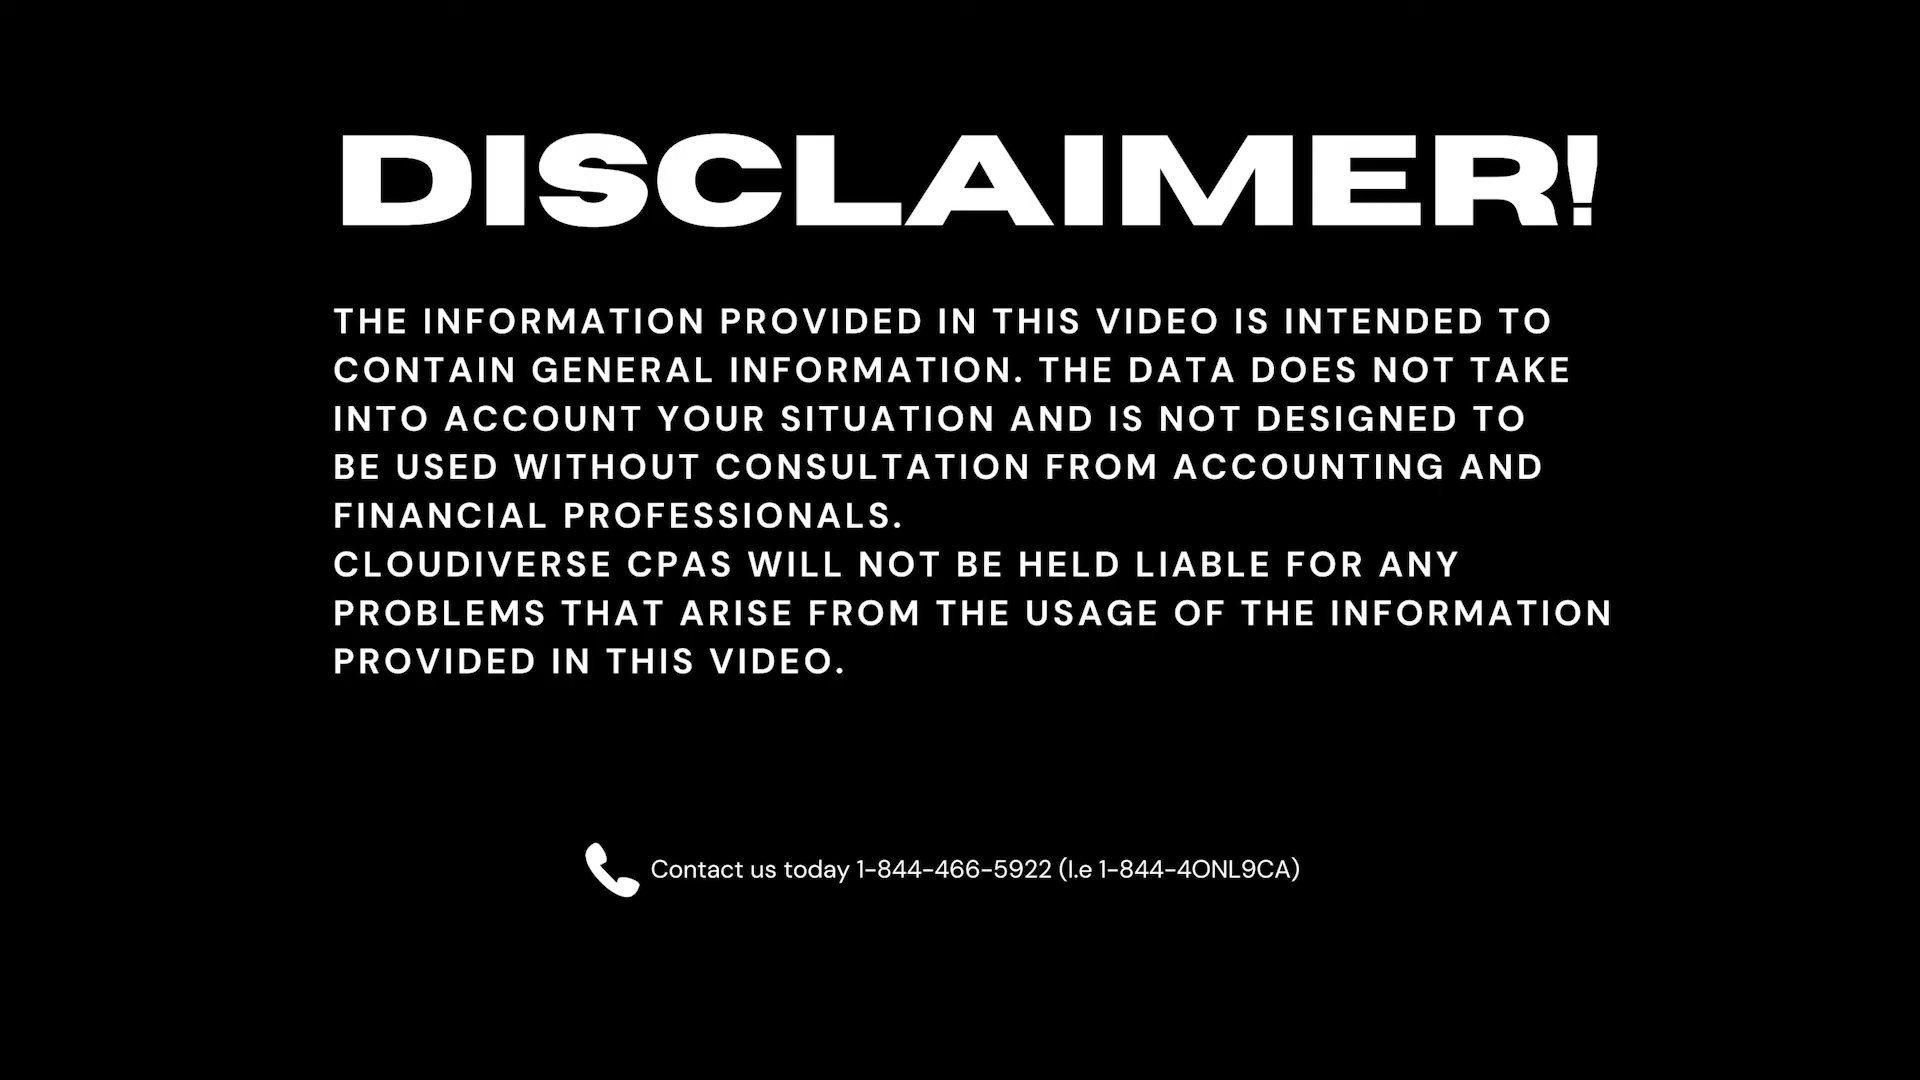 DISCLAIMER!
THE INFORMATION PROVIDED IN THIS VIDEO IS INTENDED TO
CONTAIN GENERAL INFORMATION. THE DATA DOES NOT TAKE
INTO ACCOUNT YOUR SITUATION AND IS NOT DESIGNED TO
BE USED WITHOUT CONSULTATION FROM ACCOUNTING AND
FINANCIAL PROFESSIONALS.
CLOUDIVERSE CPAS WILL NOT BE HELD LIABLE FOR ANY
PROBLEMS THAT ARISE FROM THE USAGE OF THE INFORMATION
PROVIDED IN THIS VIDEO.
Contact us today 1-844-466-5922 (I.e 1-844-4ONL9CA)